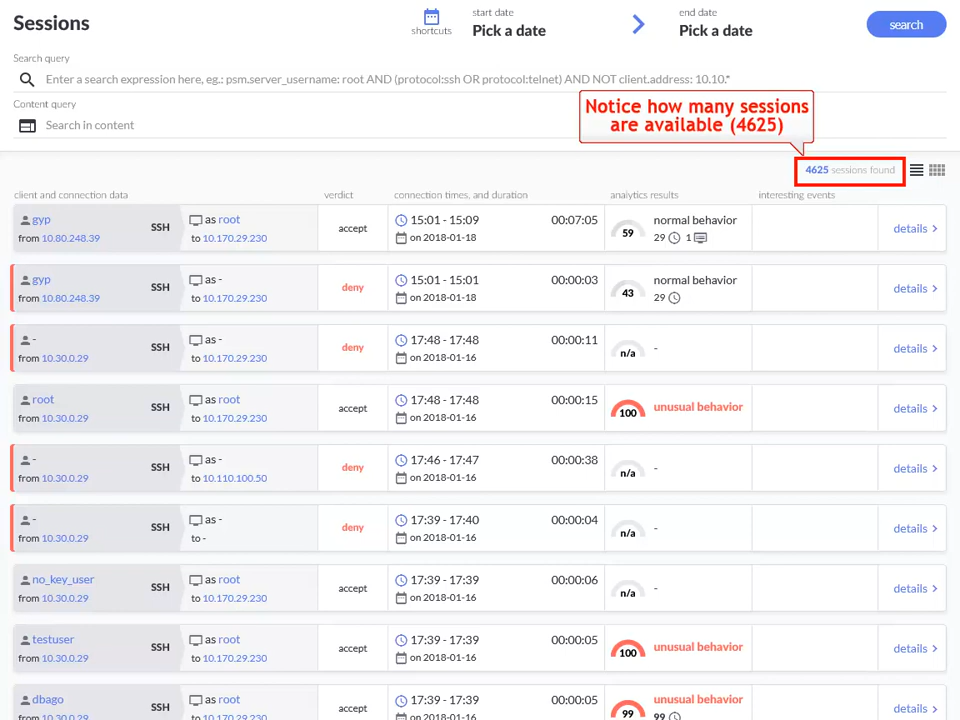 Sessions
shortcuts
start date
Pick a date
end date
Pick a date
search
Search query
Enter a search expression here, eg.: psm.server_username: root AND (protocol:ssh OR protocol:telnet) AND NOT client.address: 10.10.*
Content query
Search in content
Notice how many sessions
are available (4625)
4625 sessions found
client and connection data verdict connection times, and duration analytics results interesting events
gyp SSH as root accept 15:01 - 15:09 00:07:05 59 normal behavior details
from 10.80.248.39 to 10.170.29.230 on 2018-01-18 29 1
gyp SSH as - deny 15:01 - 15:01 00:00:03 43 normal behavior details
from 10.80.248.39 to 10.170.29.230 on 2018-01-18 29
- SSH as - deny 17:48 - 17:48 00:00:11 n/a - details
from 10.30.0.29 to 10.170.29.230 on 2018-01-16
root SSH as root accept 17:48 - 17:48 00:00:15 100 unusual behavior details
from 10.30.0.29 to 10.170.29.230 on 2018-01-16
- SSH as - deny 17:46 - 17:47 00:00:38 n/a - details
from 10.30.0.29 to 10.110.100.50 on 2018-01-16
- SSH as - deny 17:39 - 17:40 00:00:04 n/a - details
from 10.30.0.29 to - on 2018-01-16
no_key_user SSH as root accept 17:39 - 17:39 00:00:06 n/a - details
from 10.30.0.29 to 10.170.29.230 on 2018-01-16
testuser SSH as root accept 17:39 - 17:39 00:00:05 100 unusual behavior details
from 10.30.0.29 to 10.170.29.230 on 2018-01-16
dbago SSH as root accept 17:39 - 17:39 00:00:05 99 unusual behavior details
from 10.30.0.29 to 10.170.29.230 on 2018-01-16 99